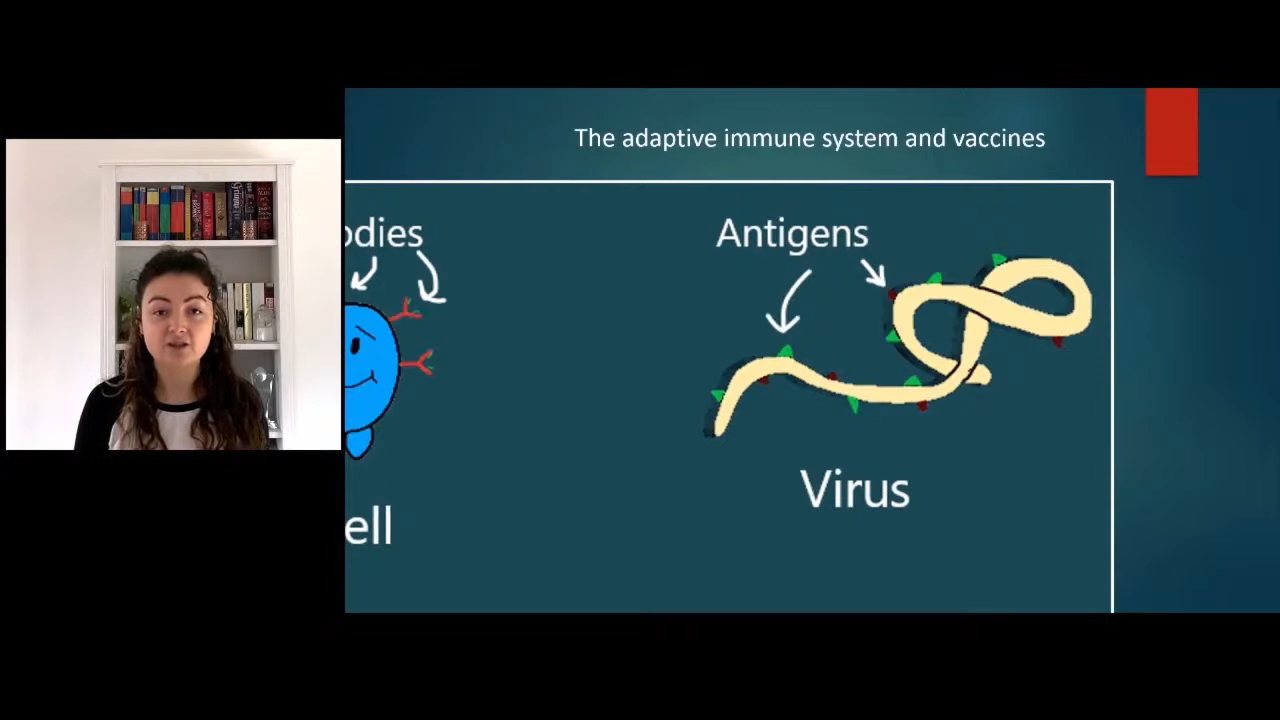 The adaptive immune system and vaccines
odies
Antigens
Virus
ell